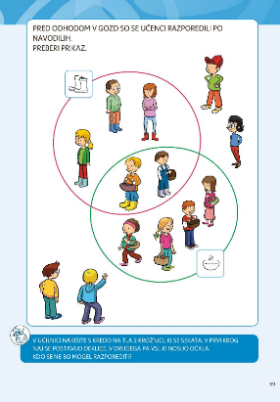 PRED ODHODOM V GOZD SO SE UČENCI RAZPOREDILI PO
NAVODILIH.
PREBERI PRIKAZ.
V UČILNICI NARIŠITE S KREDO NA TLA 2 KROŽNICI, KI SE SEKATA. V PRVI KROG
NAJ SE POSTAVIJO DEKLICE, V DRUGEGA PA VSI, KI NOSIJO OČALA.
KDO SE NE BO MOGEL RAZPOREDITI?